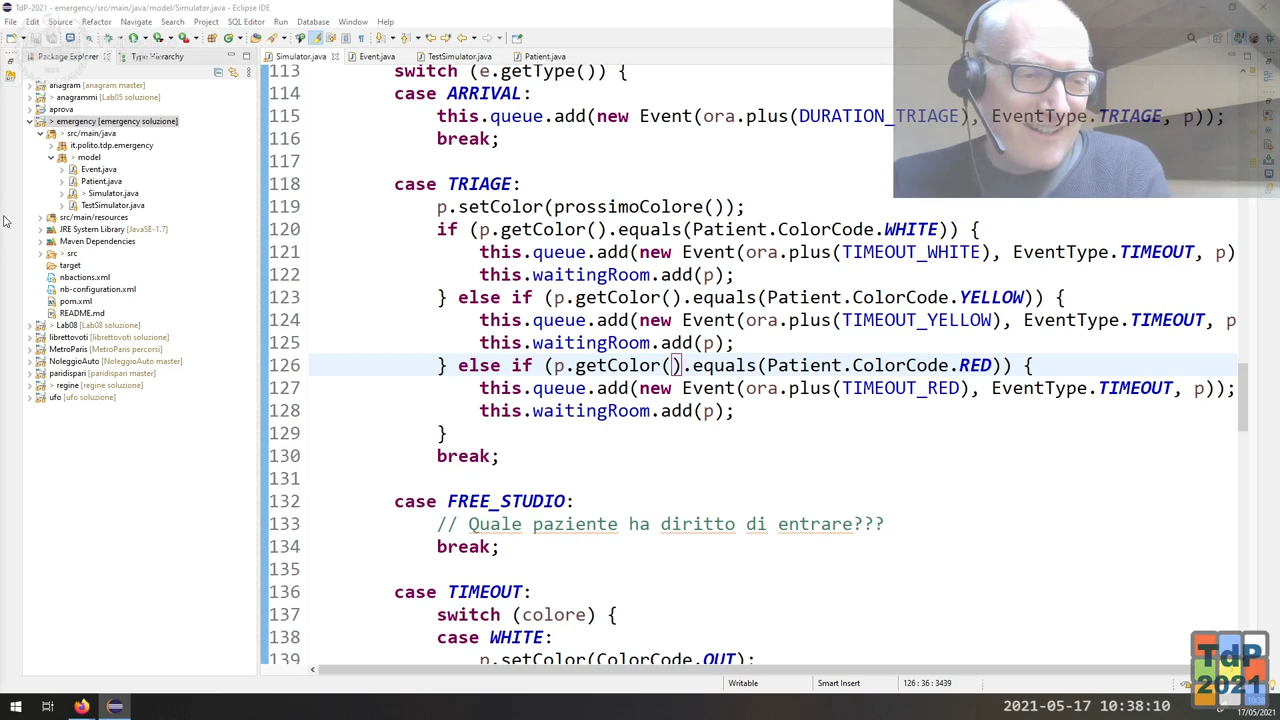 TdP-2021 - emergency/src/main/java/model/Simulator.java - Eclipse IDE
File Edit Source Refactor Navigate Search Project SQL Editor Run Database Window Help
Package Explorer Type Hierarchy
Simulator.java Event.java TestSimulator.java Patient.java
anagram [anagram master]
> anagrammi [Lab05 soluzione]
aprova
> emergency [emergency soluzione]
> src/main/java
it.polito.tdp.emergency
> model
Event.java
Patient.java
> Simulator.java
TestSimulator.java
src/main/resources
JRE System Library [JavaSE-1.7]
Maven Dependencies
> src
target
nbactions.xml
nb-configuration.xml
pom.xml
README.md
> Lab08 [Lab08 soluzione]
librettovoti [librettovoti master]
> MetroParis [MetroParis percorsi]
NoleggioAuto [NoleggioAuto master]
paridispari [paridispari master]
> regine [regine soluzione]
> ufo [ufo soluzione]
113 switch (e.getType()) {
114 case ARRIVAL:
115 this.queue.add(new Event(ora.plus(DURATION_TRIAGE), EventType.TRIAGE, p));
116 break;
117
118 case TRIAGE:
119 p.setColor(prossimoColore());
120 if (p.getColor().equals(Patient.ColorCode.WHITE)) {
121 this.queue.add(new Event(ora.plus(TIMEOUT_WHITE), EventType.TIMEOUT, p)
122 this.waitingRoom.add(p);
123 } else if (p.getColor().equals(Patient.ColorCode.YELLOW)) {
124 this.queue.add(new Event(ora.plus(TIMEOUT_YELLOW), EventType.TIMEOUT, p
125 this.waitingRoom.add(p);
126 } else if (p.getColor().equals(Patient.ColorCode.RED)) {
127 this.queue.add(new Event(ora.plus(TIMEOUT_RED), EventType.TIMEOUT, p));
128 this.waitingRoom.add(p);
129 }
130 break;
131
132 case FREE_STUDIO:
133 // Quale paziente ha diritto di entrare???
134 break;
135
136 case TIMEOUT:
137 switch (colore) {
138 case WHITE:
139 p.setColor(ColorCode.OUT);
Writable Smart Insert 126 : 36 : 3439
TdP
2021
2021-05-17 10:38:10
17/05/2021